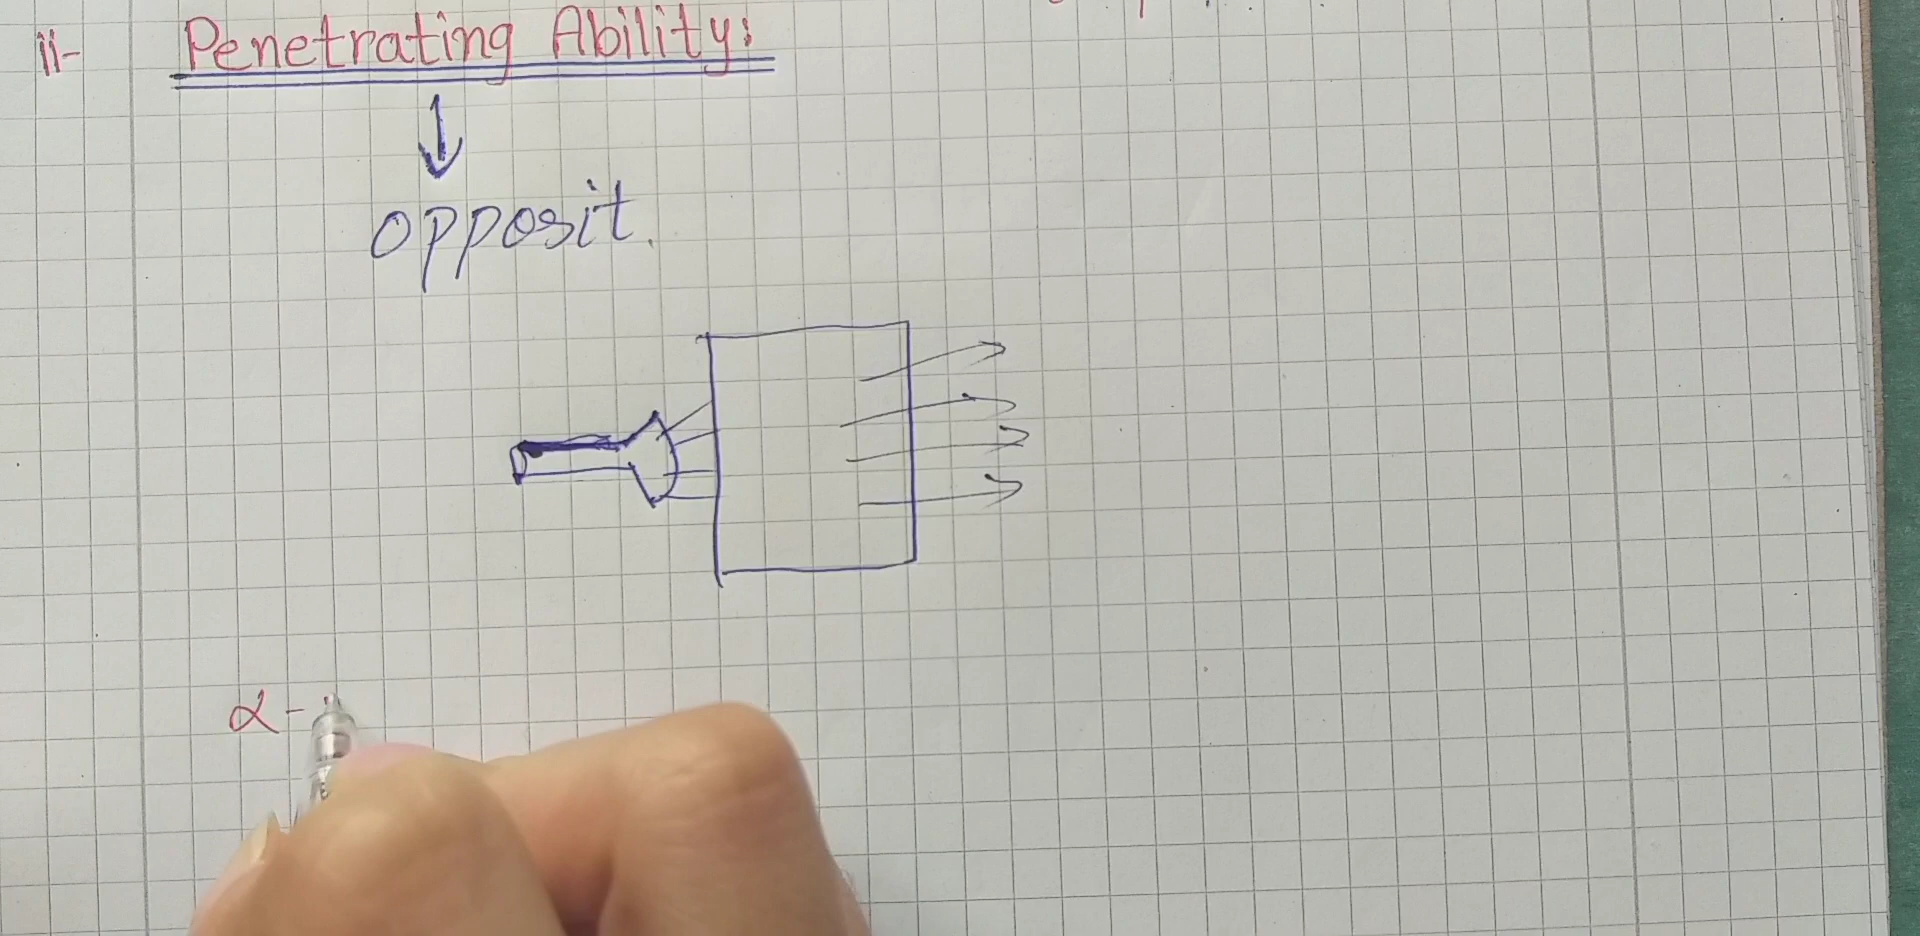 ii- Penetrating Ability:
opposit.
α-